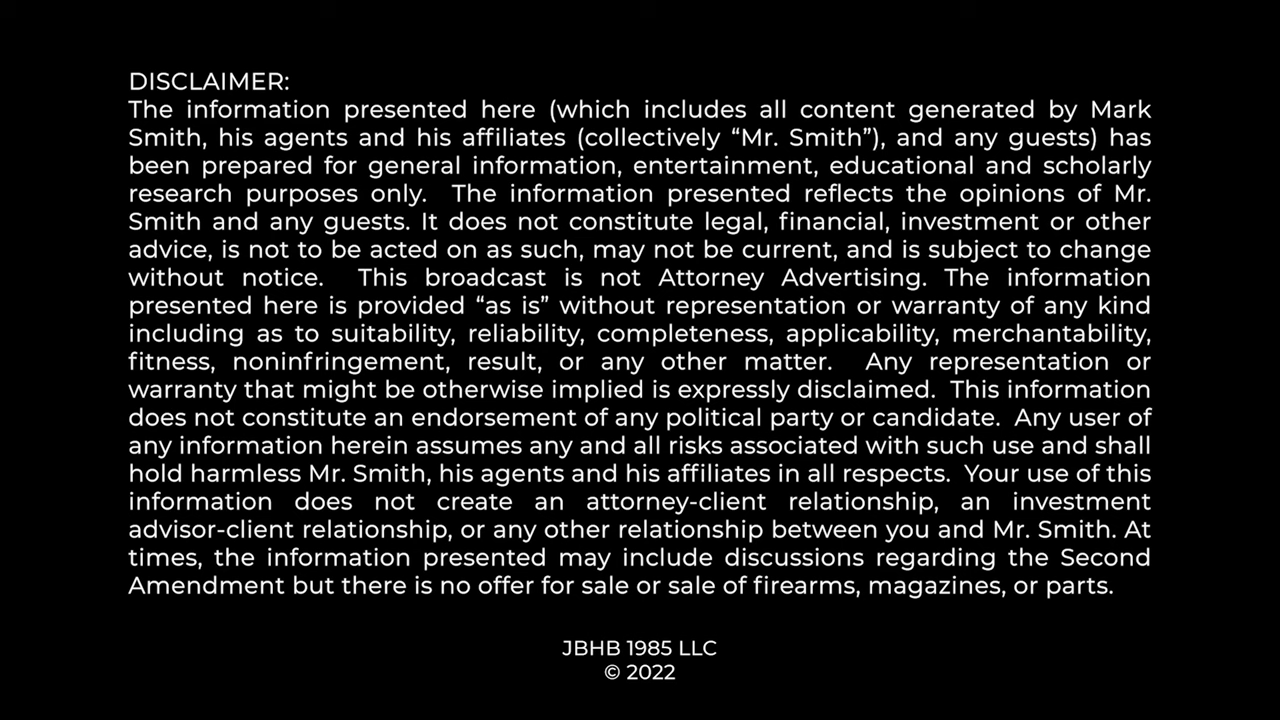 DISCLAIMER:
The information presented here (which includes all content generated by Mark
Smith, his agents and his affiliates (collectively “Mr. Smith”), and any guests) has
been prepared for general information, entertainment, educational and scholarly
research purposes only. The information presented reflects the opinions of Mr.
Smith and any guests. It does not constitute legal, financial, investment or other
advice, is not to be acted on as such, may not be current, and is subject to change
without notice. This broadcast is not Attorney Advertising. The information
presented here is provided “as is” without representation or warranty of any kind
including as to suitability, reliability, completeness, applicability, merchantability,
fitness, noninfringement, result, or any other matter. Any representation or
warranty that might be otherwise implied is expressly disclaimed. This information
does not constitute an endorsement of any political party or candidate. Any user of
any information herein assumes any and all risks associated with such use and shall
hold harmless Mr. Smith, his agents and his affiliates in all respects. Your use of this
information does not create an attorney-client relationship, an investment
advisor-client relationship, or any other relationship between you and Mr. Smith. At
times, the information presented may include discussions regarding the Second
Amendment but there is no offer for sale or sale of firearms, magazines, or parts.
JBHB 1985 LLC
© 2022